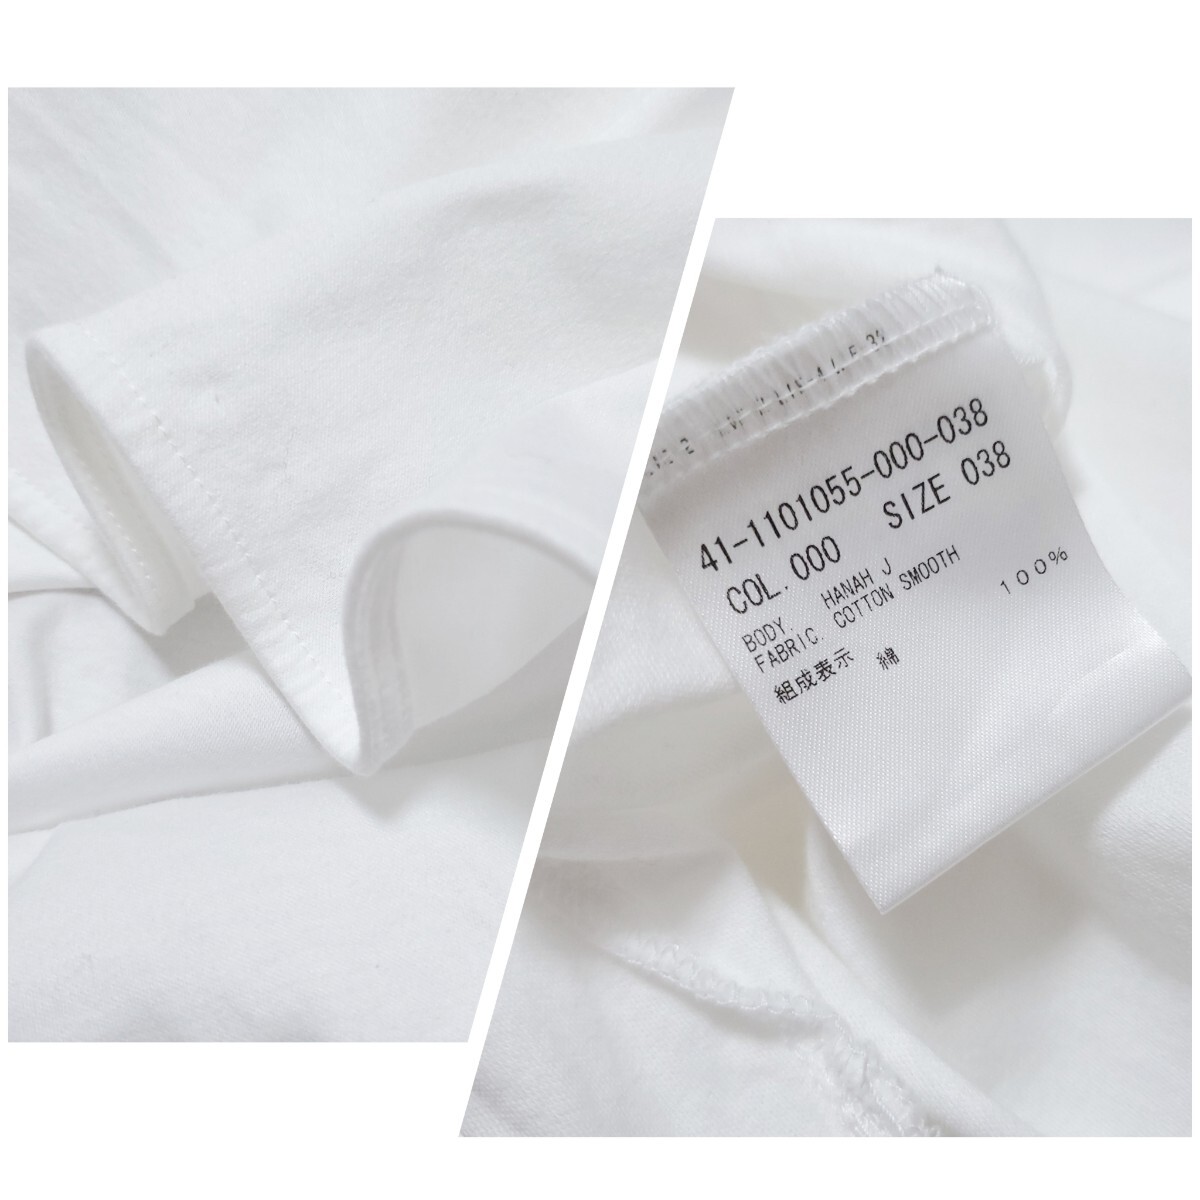 41-1101055-000-038
COL. 000 SIZE 038
BODY. HANAH J
FABRIC. COTTON SMOOTH
組成表示 綿 100%